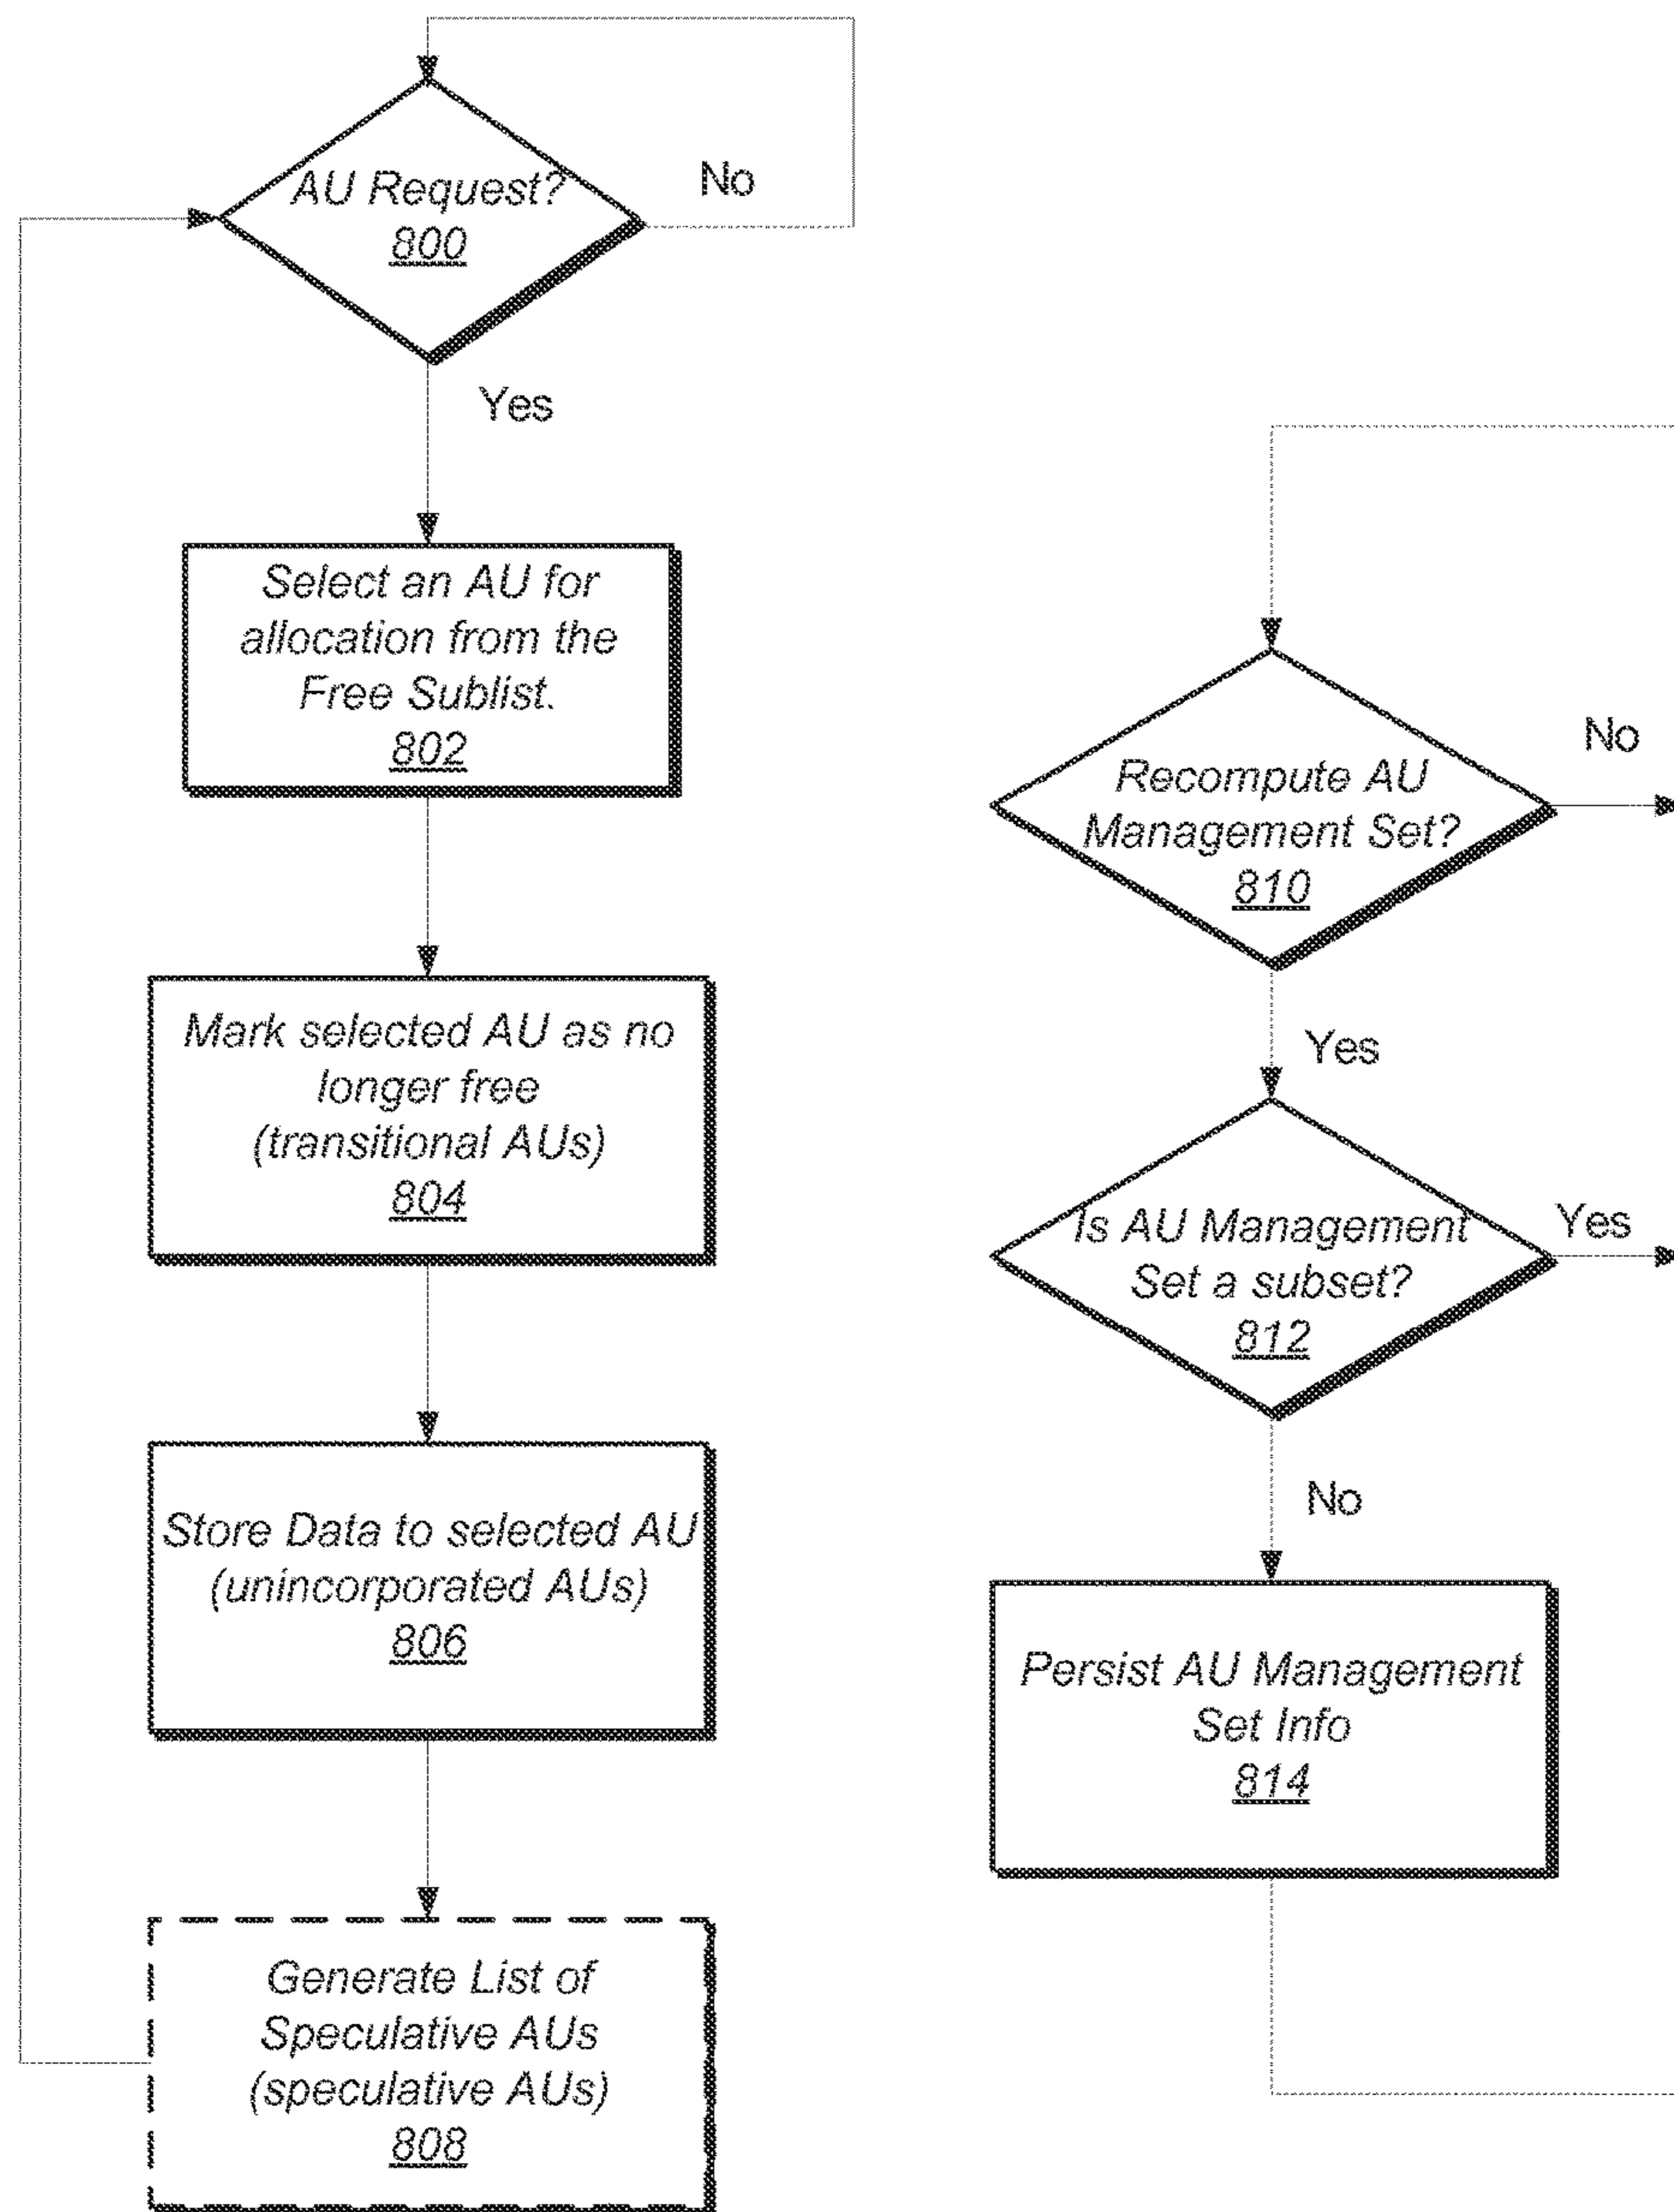 AU Request?
800
No
Yes
Select an AU for
allocation from the
Free Sublist.
802
Mark selected AU as no
longer free
(transitional AUs)
804
Store Data to selected AU
(unincorporated AUs)
806
Generate List of
Speculative AUs
(speculative AUs)
808
Recompute AU
Management Set?
810
No
Yes
Is AU Management
Set a subset?
812
Yes
No
Persist AU Management
Set Info
814